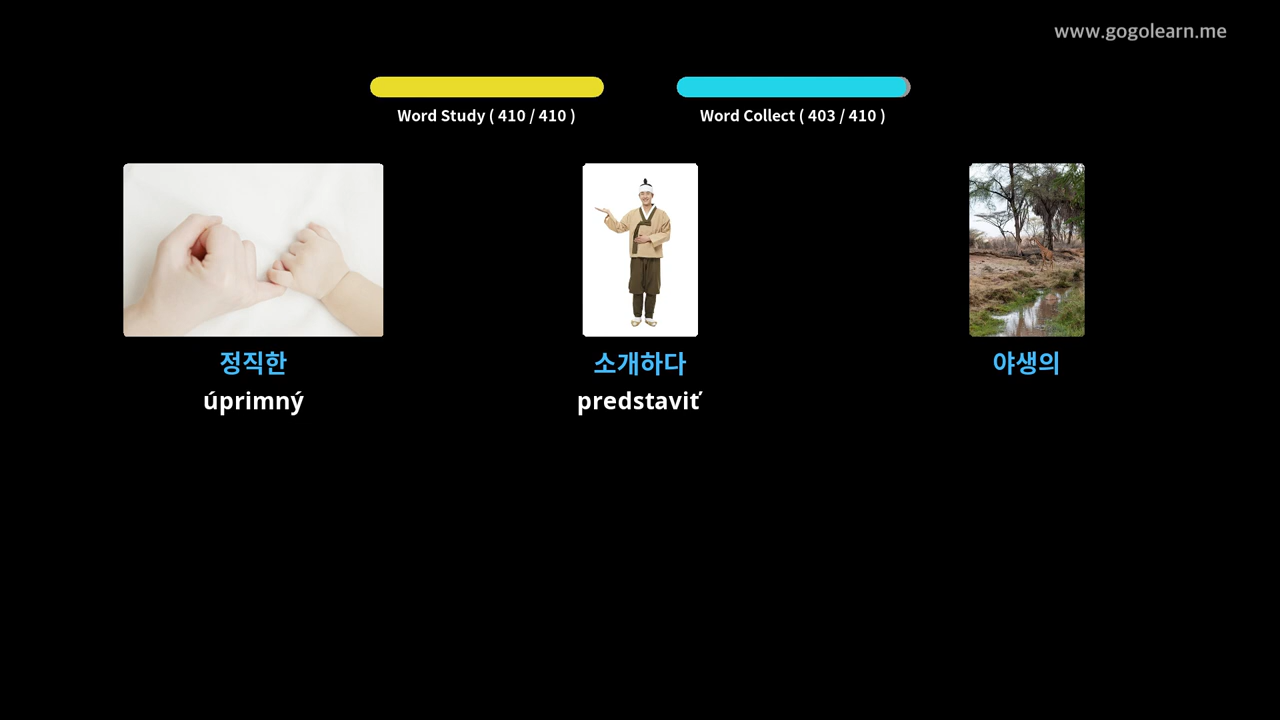 www.gogolearn.me
Word Study ( 410 / 410 )
Word Collect ( 403 / 410 )
정직한
소개하다
야생의
úprimný
predstaviť